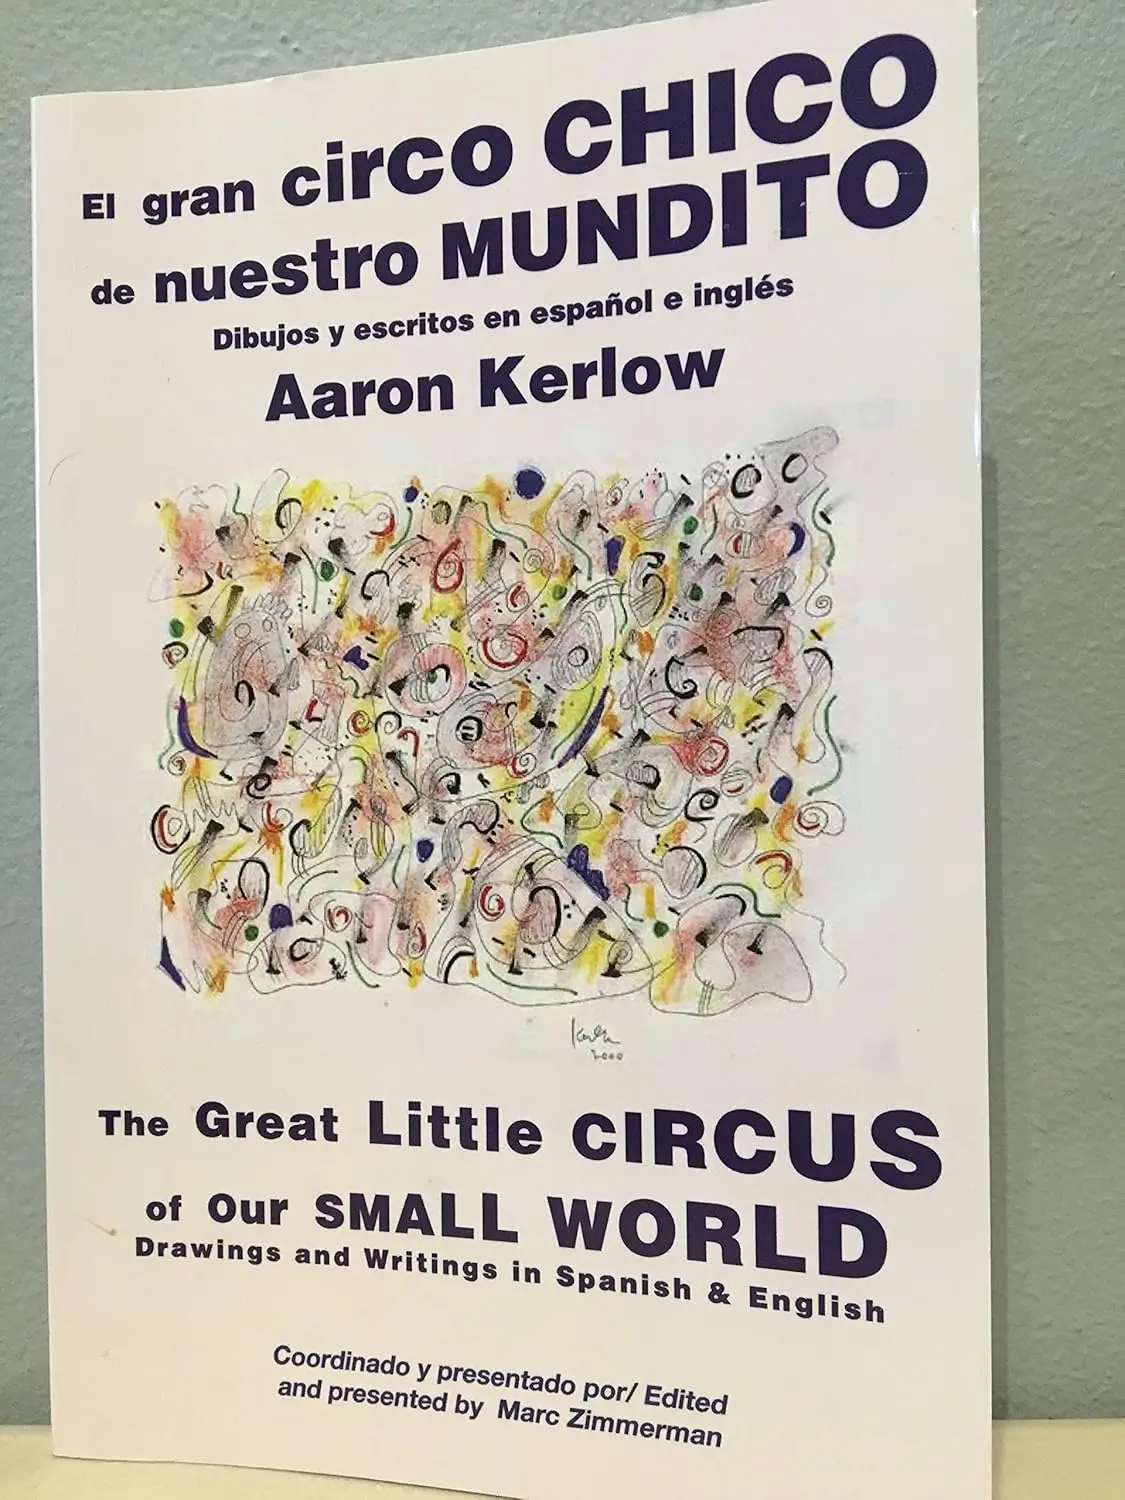 El gran circo CHICO
de nuestro MUNDITO
Dibujos y escritos en español e inglés
Aaron Kerlow
2000
The Great Little CIRCUS
of Our SMALL WORLD
Drawings and Writings in Spanish & English
Coordinado y presentado por/ Edited
and presented by Marc Zimmerman